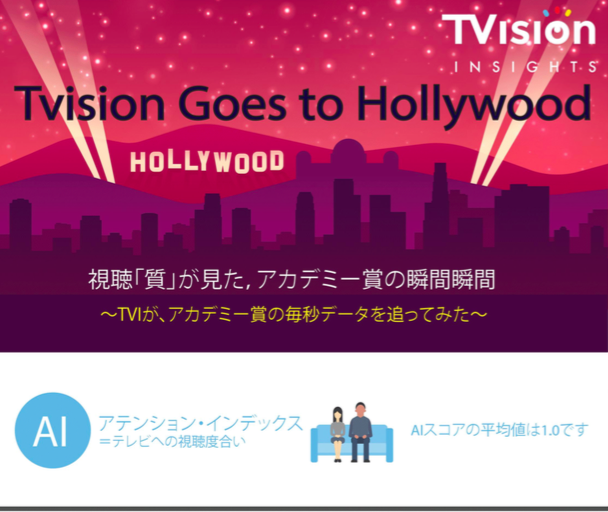 TVision
INSIGHTS
Tvision Goes to Hollywood
HOLLYWOOD
視聴「質」が見た, アカデミー賞の瞬間瞬間
～TVIが、アカデミー賞の毎秒データを追ってみた～
AI
アテンション・インデックス
＝テレビへの視聴度合い
AIスコアの平均値は1.0です